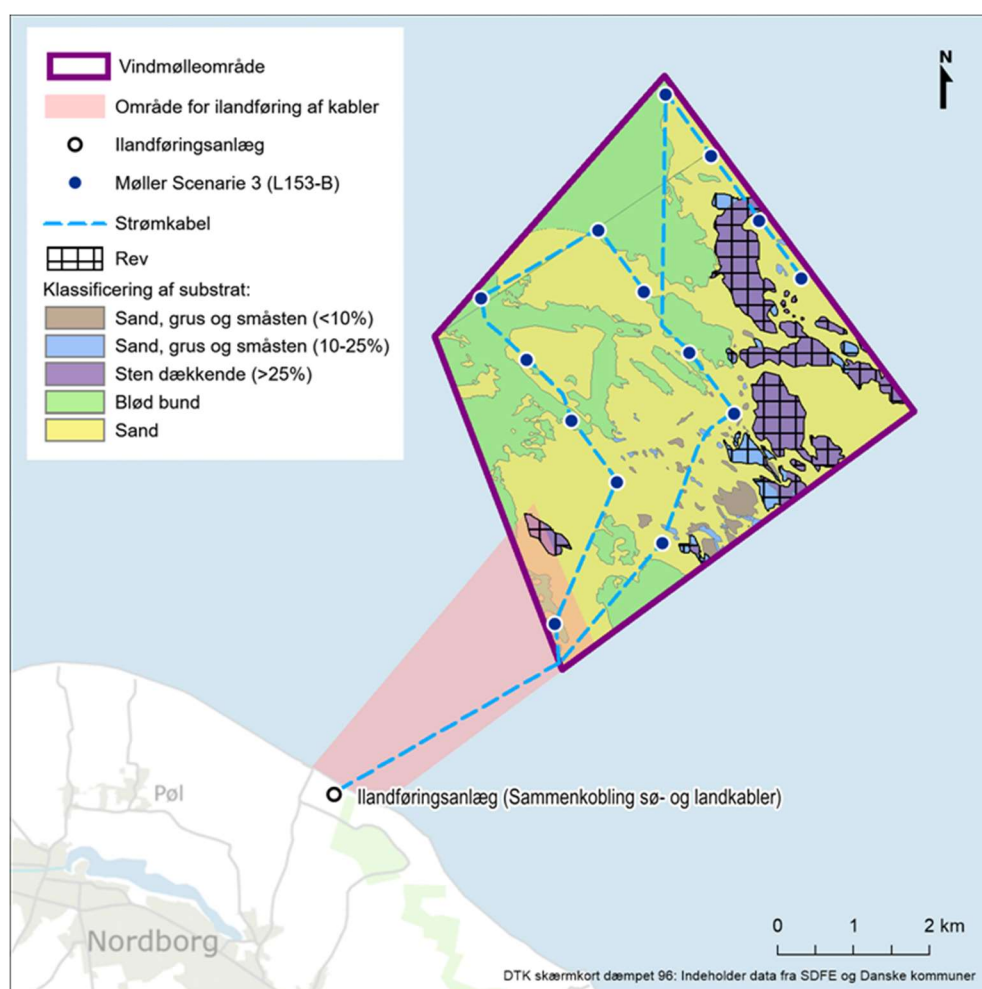 Vindmølleområde
Område for ilandføring af kabler
Ilandføringsanlæg
Møller Scenarie 3 (L153-B)
Strømkabel
Rev
Klassificering af substrat:
Sand, grus og småsten (<10%)
Sand, grus og småsten (10-25%)
Sten dækkende (>25%)
Blød bund
Sand
N
Pøl
Ilandføringsanlæg (Sammenkobling sø- og landkabler)
Nordborg
0 1 2 km
DTK skærmkort dæmpet 96: Indeholder data fra SDFE og Danske kommuner